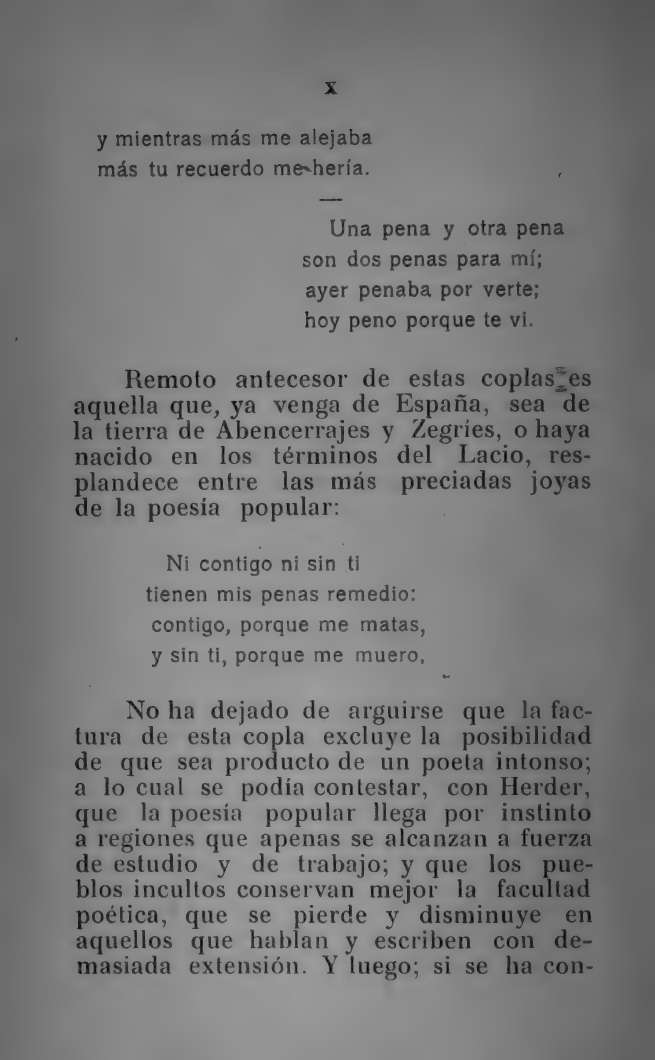 X
y mientras más me alejaba
más tu recuerdo me hería.
—
Una pena y otra pena
son dos penas para mí;
ayer penaba por verte;
hoy peno porque te vi.
Remoto antecesor de estas coplas es
aquella que, ya venga de España, sea de
la tierra de Abencerrajes y Zegríes, o haya
nacido en los términos del Lacio, res-
plandece entre las más preciadas joyas
de la poesía popular:
Ni contigo ni sin ti
tienen mis penas remedio:
contigo, porque me matas,
y sin ti, porque me muero,
No ha dejado de arguirse que la fac-
tura de esta copla excluye la posibilidad
de que sea producto de un poeta intonso;
a lo cual se podía contestar, con Herder,
que la poesía popular llega por instinto
a regiones que apenas se alcanzan a fuerza
de estudio y de trabajo; y que los pue-
blos incultos conservan mejor la facultad
poética, que se pierde y disminuye en
aquellos que hablan y escriben con de-
masiada extensión. Y luego; si se ha con-